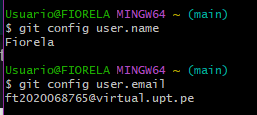 Usuario@FIORELA MINGW64 ~ (main)
$ git config user.name
Fiorela
Usuario@FIORELA MINGW64 ~ (main)
$ git config user.email
ft2020068765@virtual.upt.pe